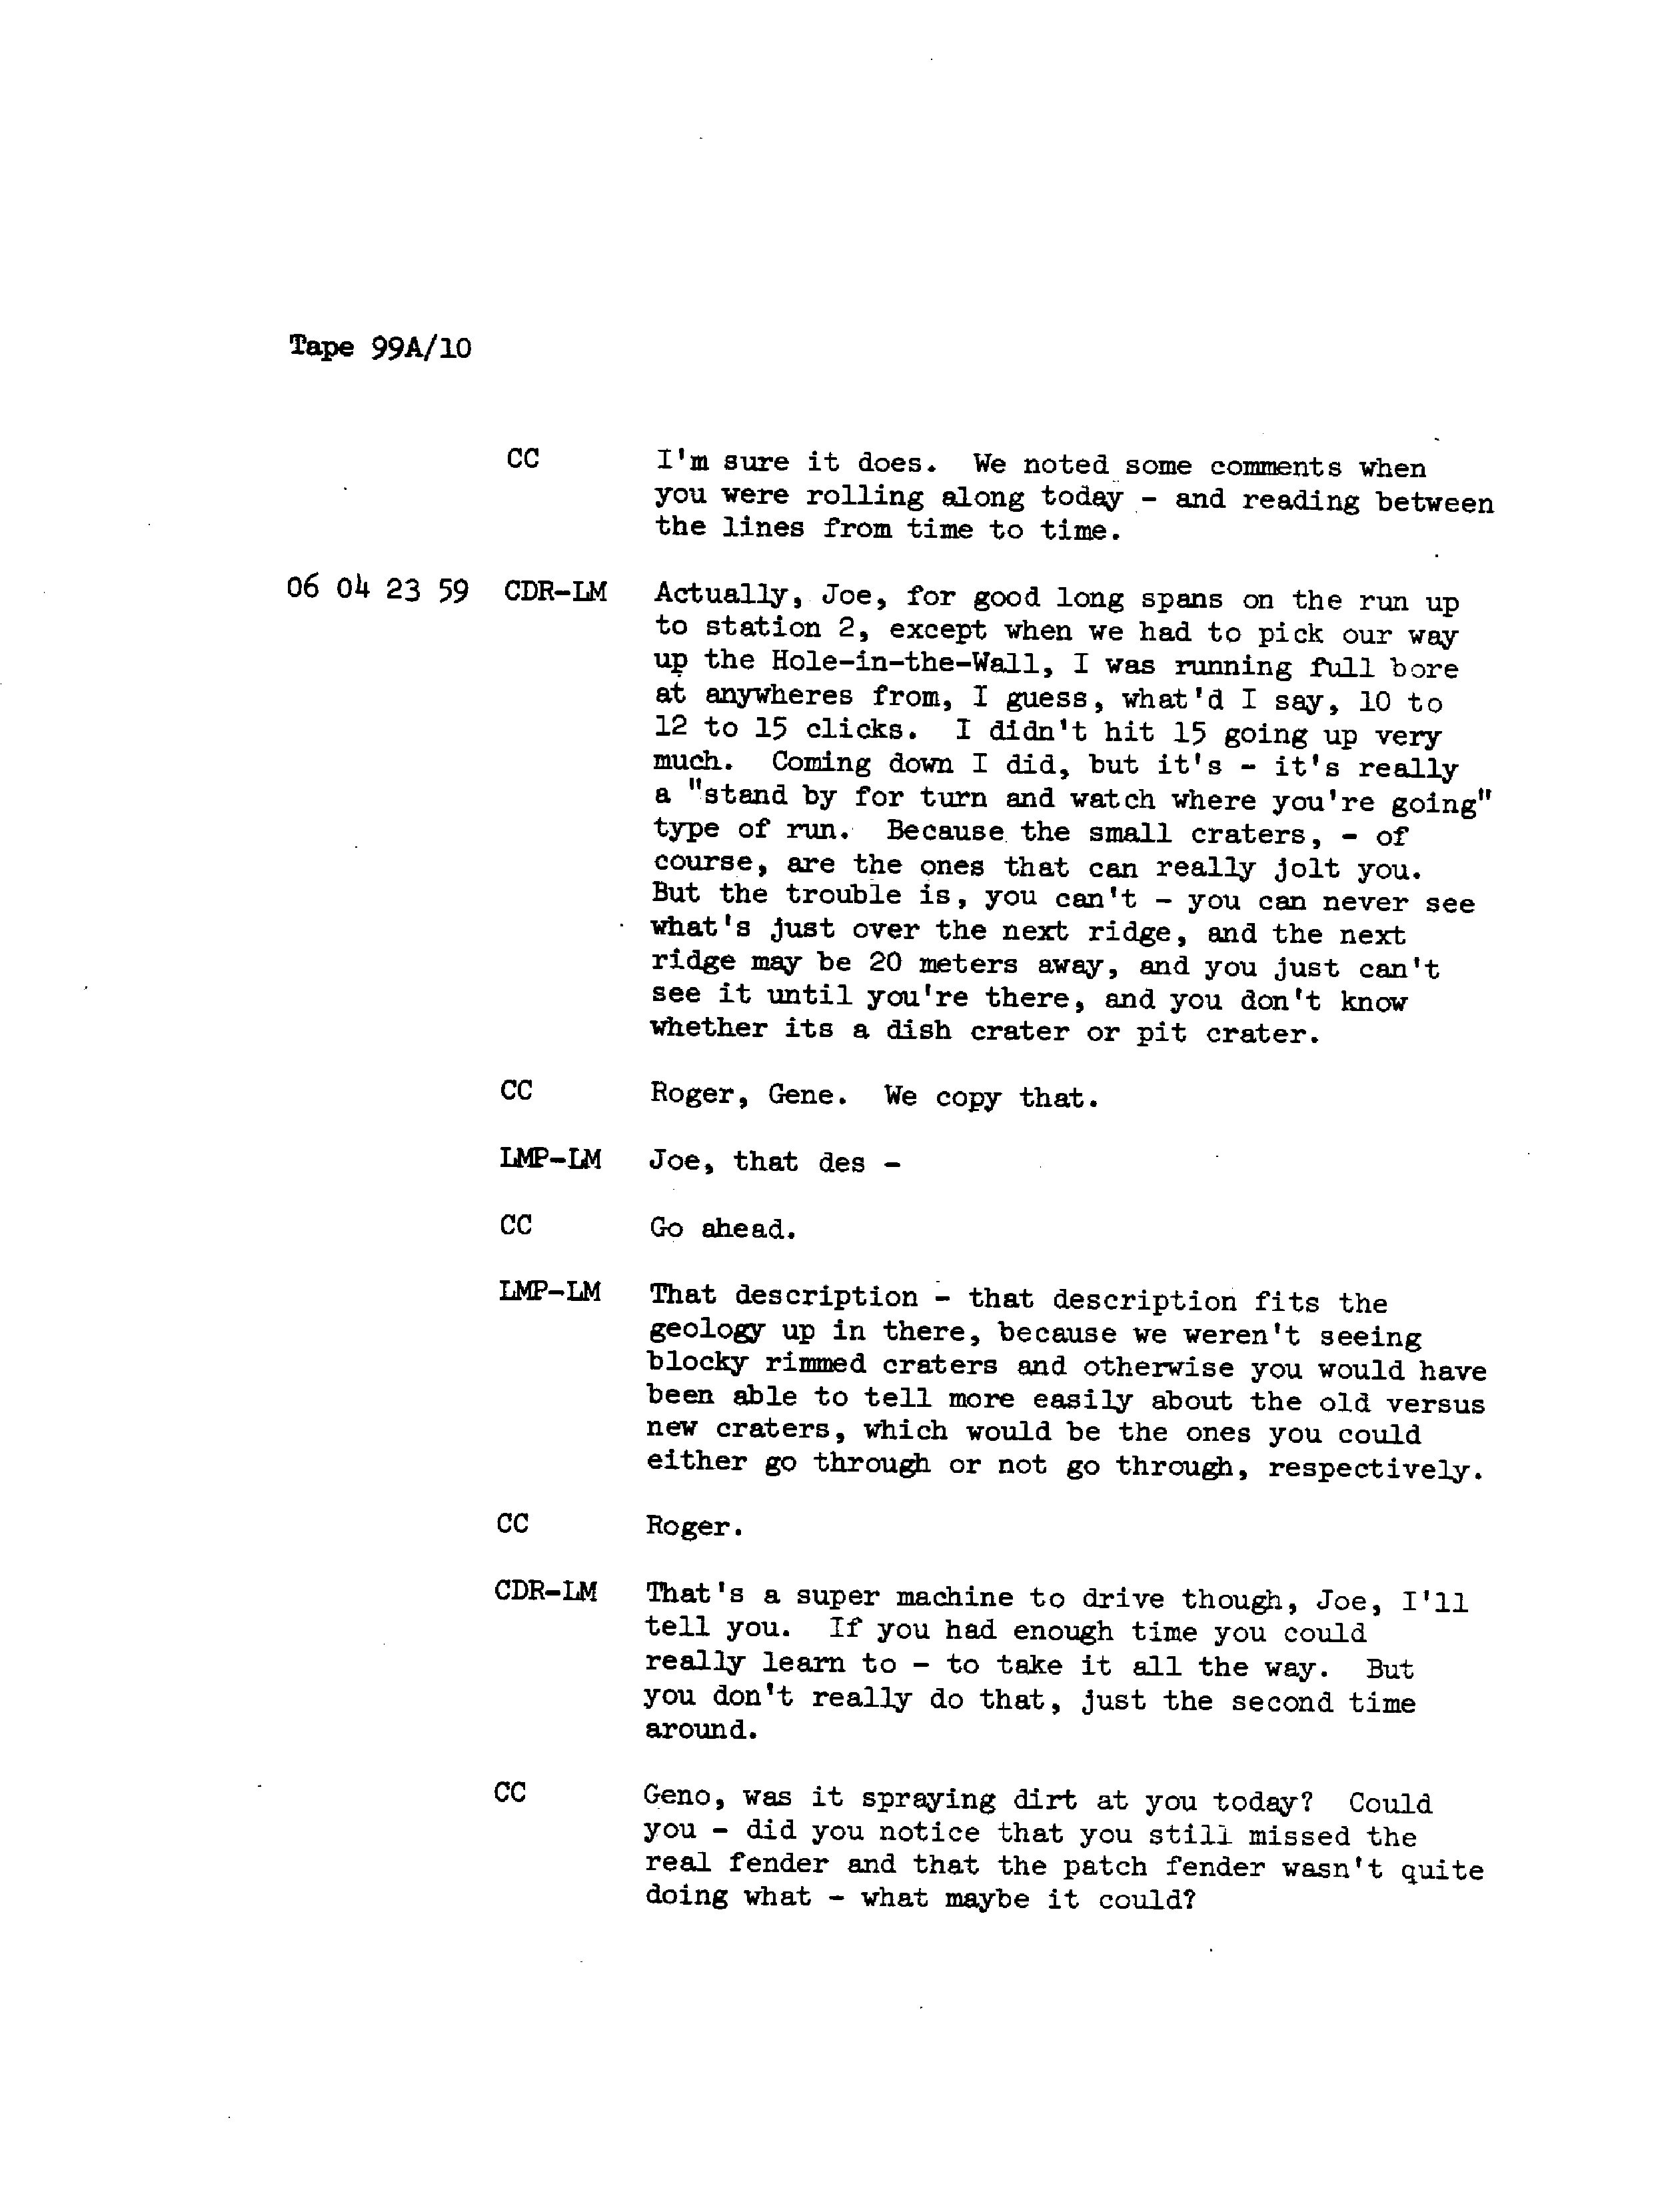 Tape 99A/10
CC I'm sure it does. We noted some comments when
you were rolling along today - and reading between
the lines from time to time.
06 04 23 59 CDR-LM Actually, Joe, for good long spans on the run up
to station 2, except when we had to pick our way
up the Hole-in-the-Wall, I was running full bore
at anywheres from, I guess, what'd I say, 10 to
12 to 15 clicks. I didn't hit 15 going up very
much. Coming down I did, but it's - it's really
a "stand by for turn and watch where you're going"
type of run. Because the small craters, - of
course, are the ones that can really jolt you.
But the trouble is, you can't - you can never see
what's just over the next ridge, and the next
ridge may be 20 meters away, and you just can't
see it until you're there, and you don't know
whether its a dish crater or pit crater.
CC Roger, Gene. We copy that.
LMP-LM Joe, that des -
CC Go ahead.
LMP-LM That description - that description fits the
geology up in there, because we weren't seeing
blocky rimmed craters and otherwise you would have
been able to tell more easily about the old versus
new craters, which would be the ones you could
either go through or not go through, respectively.
CC Roger.
CDR-LM That's a super machine to drive though, Joe, I'll
tell you. If you had enough time you could
really learn to - to take it all the way. But
you don't really do that, just the second time
around.
CC Geno, was it spraying dirt at you today? Could
you - did you notice that you still missed the
real fender and that the patch fender wasn't quite
doing what - what maybe it could?